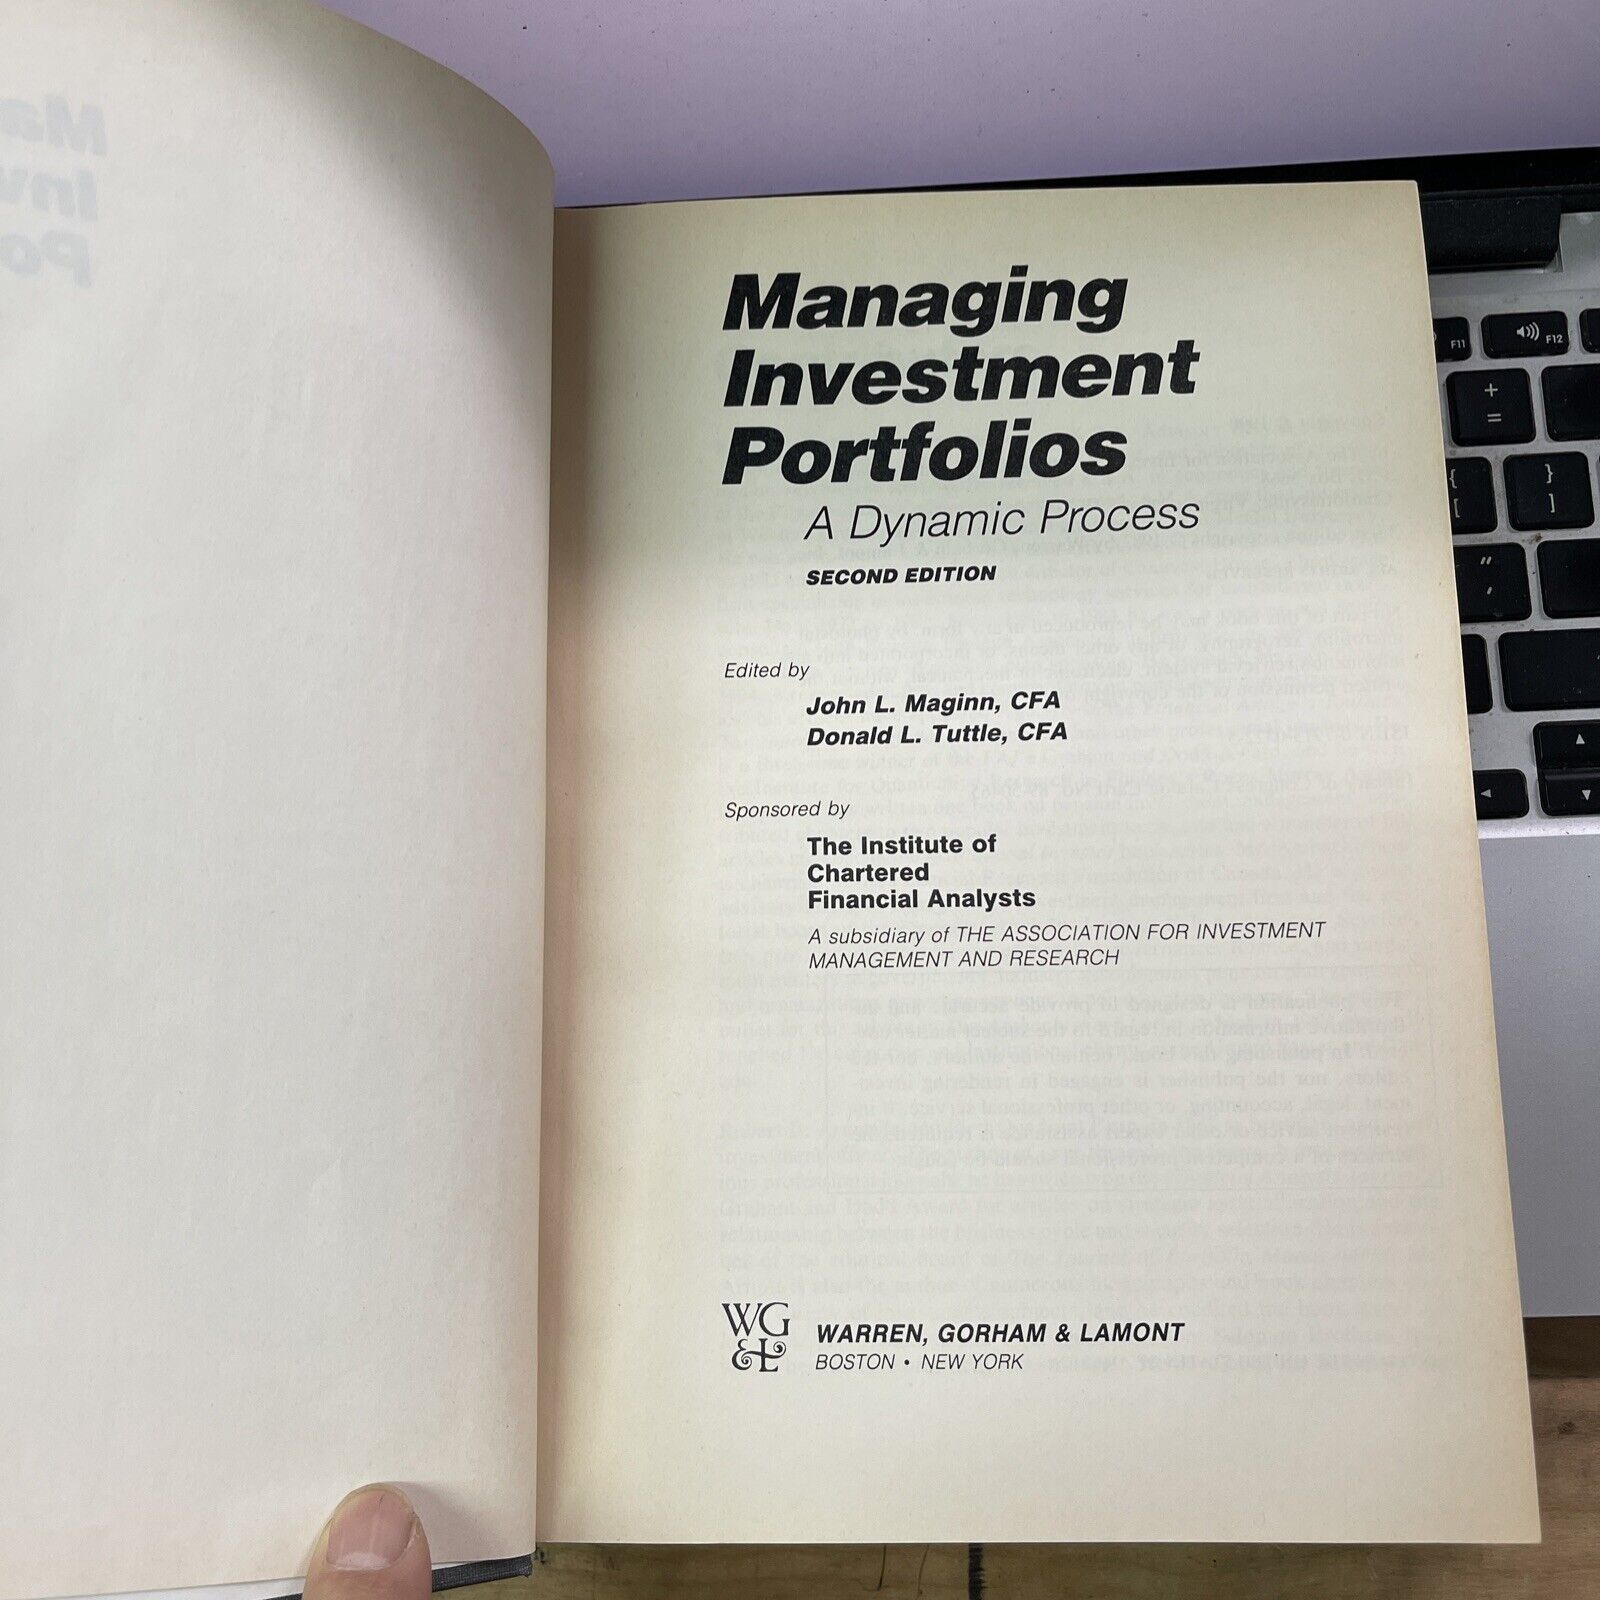 Managing
Investment
Portfolios
A Dynamic Process
SECOND EDITION
Edited by
John L. Maginn, CFA
Donald L. Tuttle, CFA
Sponsored by
The Institute of
Chartered
Financial Analysts
A subsidiary of THE ASSOCIATION FOR INVESTMENT
MANAGEMENT AND RESEARCH
WG
&L
WARREN, GORHAM & LAMONT
BOSTON • NEW YORK
F11
F12
+
=
{
[
}
]
"
,